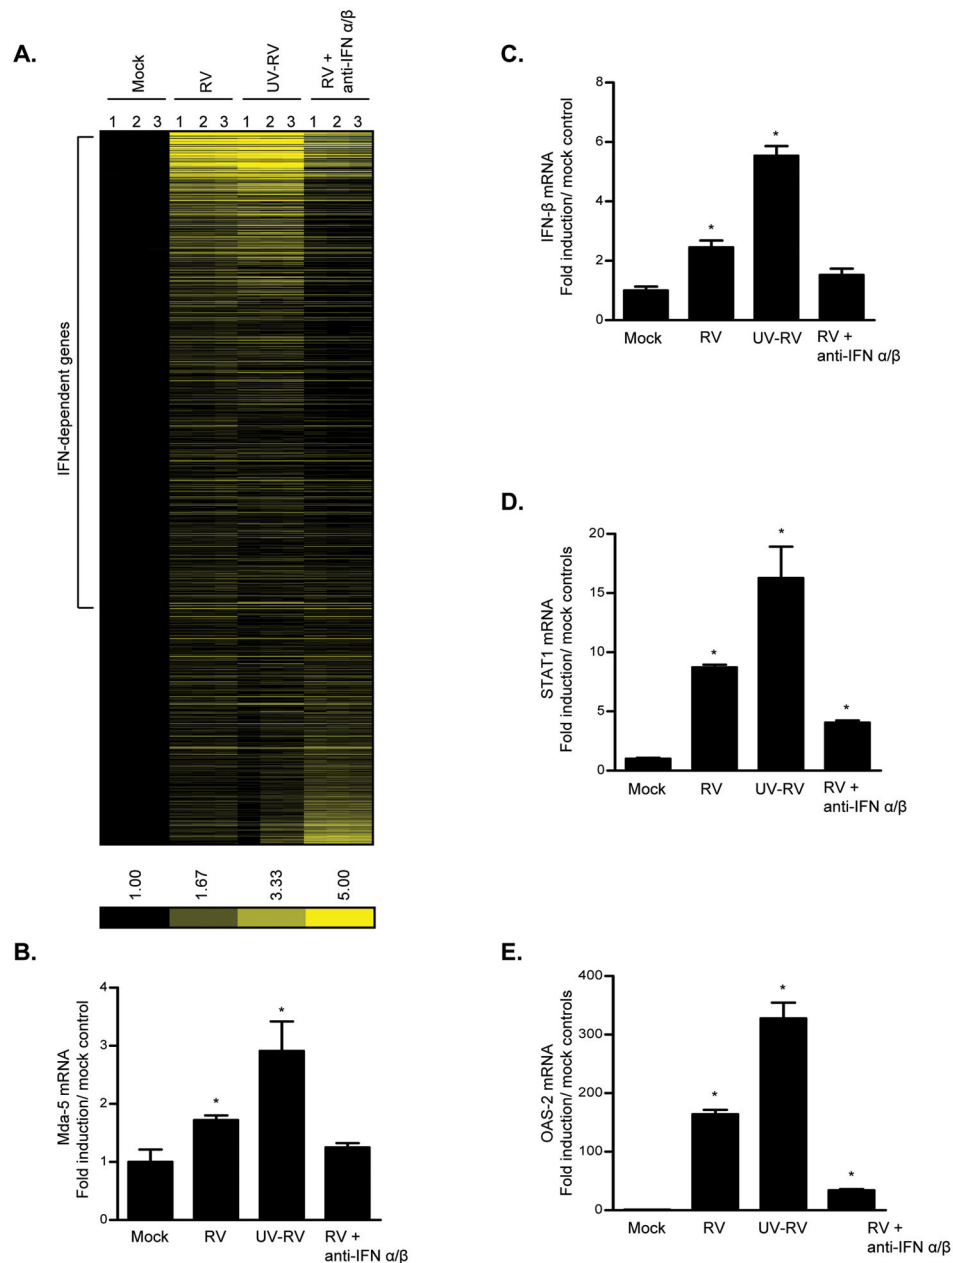 A.
Mock
RV
UV-RV
RV +
anti-IFN α/β
1 2 3 1 2 3 1 2 3 1 2 3
IFN-dependent genes
1.00
1.67
3.33
5.00
B.
Mda-5 mRNA
Fold induction/ mock control
4
3
2
1
0
*
*
Mock RV UV-RV RV +
anti-IFN α/β
C.
IFN-β mRNA
Fold induction/ mock control
8
6
4
2
0
*
*
Mock RV UV-RV RV +
anti-IFN α/β
D.
STAT1 mRNA
Fold induction/ mock controls
20
15
10
5
0
*
*
*
Mock RV UV-RV RV +
anti-IFN α/β
E.
OAS-2 mRNA
Fold induction/ mock controls
400
300
200
100
0
*
*
*
Mock RV UV-RV RV +
anti-IFN α/β